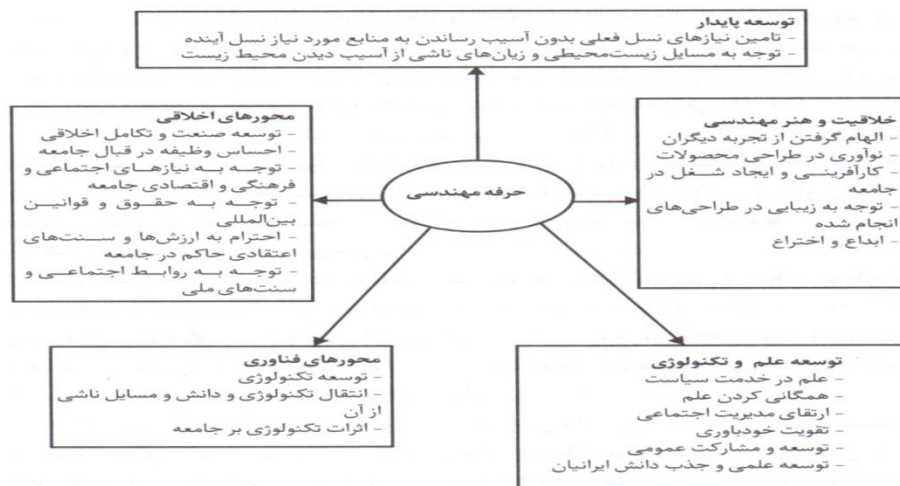 توسعه پایدار
- تامین نیازهای نسل فعلی بدون آسیب رساندن به منابع مورد نیاز نسل آینده
- توجه به مسایل زیست‌محیطی و زیان‌های ناشی از آسیب دیدن محیط زیست
خلاقیت و هنر مهندسی
- الهام گرفتن از تجربه دیگران
- نوآوری در طراحی محصولات
- کارآفرینی و ایجاد شغل در
جامعه
- توجه به زیبایی در طراحی‌های
انجام شده
- ابداع و اختراع
محورهای اخلاقی
- توسعه صنعت و تکامل اخلاقی
- احساس وظیفه در قبال جامعه
- توجه به نیازهای اجتماعی و
فرهنگی و اقتصادی جامعه
- توجه به حقوق و قوانین
بین‌المللی
- احترام به ارزش‌ها و سنت‌های
اعتقادی حاکم در جامعه
- توجه به روابط اجتماعی و
سنت‌های ملی
حرفه مهندسی
توسعه علم و تکنولوژی
- علم در خدمت سیاست
- همگانی کردن علم
- ارتقای مدیریت اجتماعی
- تقویت خودباوری
- توسعه و مشارکت عمومی
- توسعه علمی و جذب دانش ایرانیان
محورهای فناوری
- توسعه تکنولوژی
- انتقال تکنولوژی و دانش و مسایل ناشی
از آن
- اثرات تکنولوژی بر جامعه